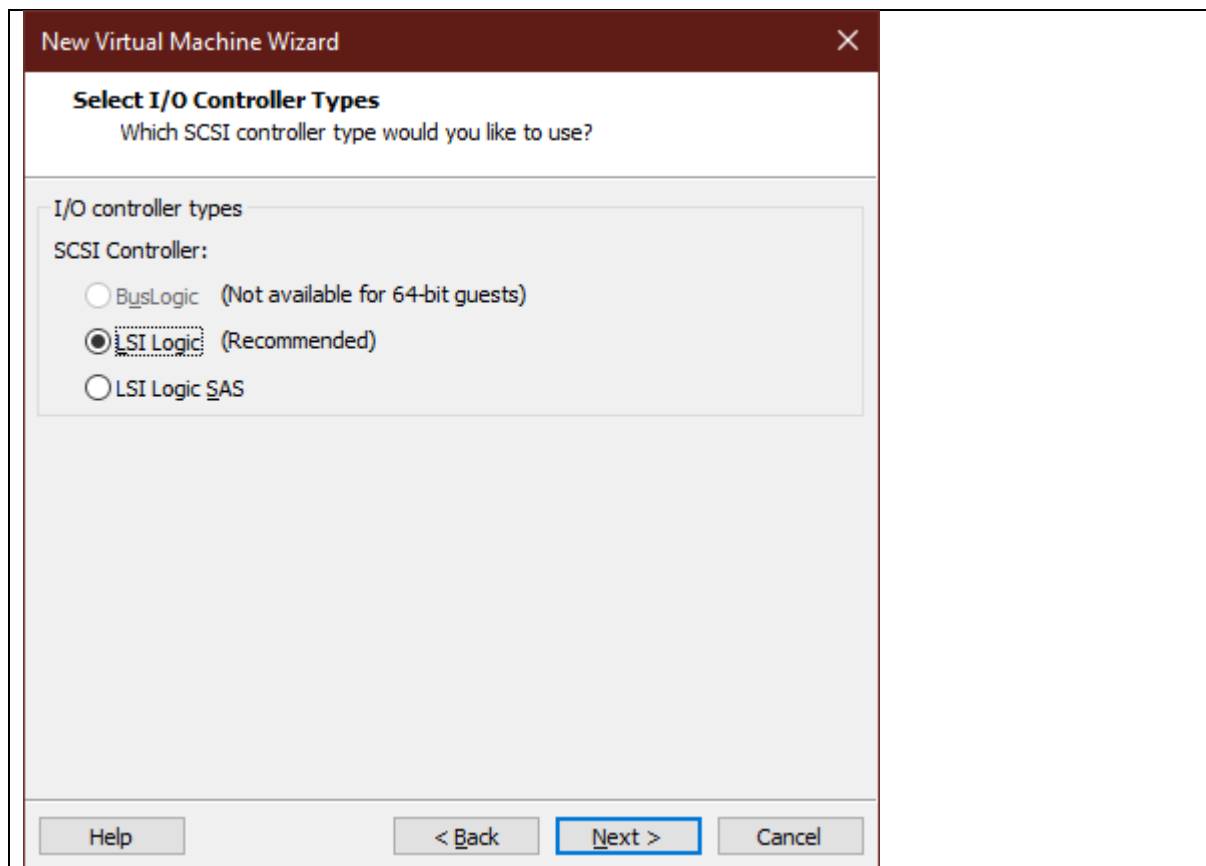 New Virtual Machine Wizard
Select I/O Controller Types
Which SCSI controller type would you like to use?
I/O controller types
SCSI Controller:
BusLogic (Not available for 64-bit guests)
LSI Logic (Recommended)
LSI Logic SAS
Help < Back Next > Cancel